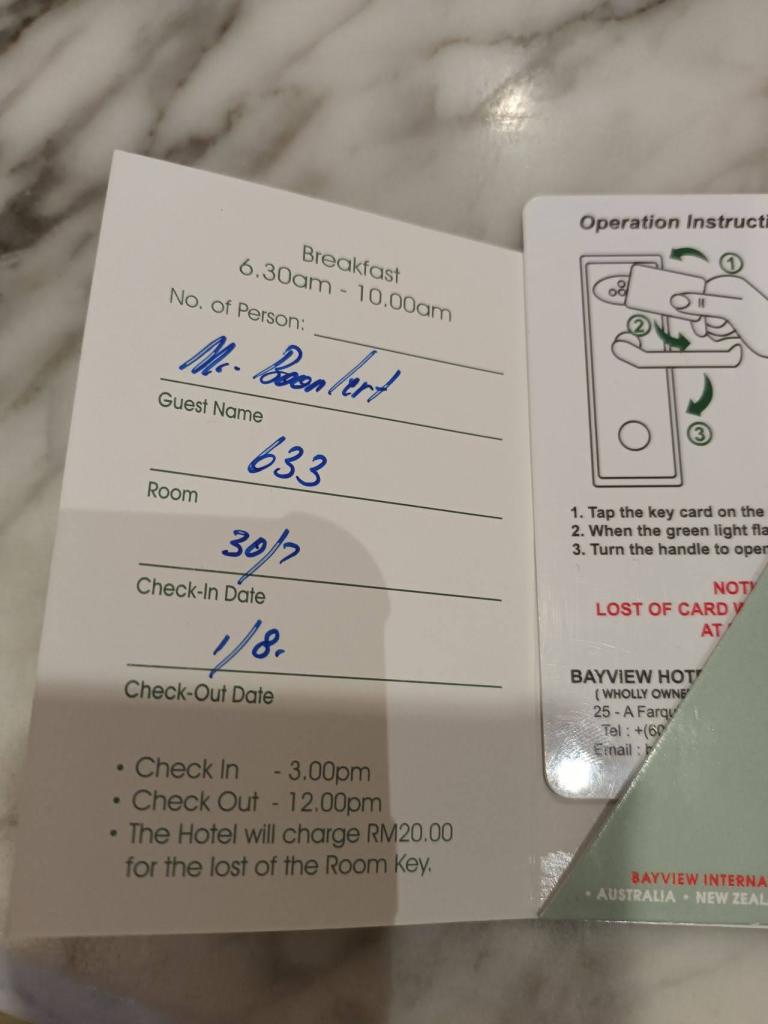 Breakfast
6.30am - 10.00am
No. of Person:
Mr. Boonlert
Guest Name
633
Room
30/7
Check-In Date
1/8.
Check-Out Date
• Check In - 3.00pm
• Check Out - 12.00pm
• The Hotel will charge RM20.00
for the lost of the Room Key.
Operation Instructi
1
2
3
1. Tap the key card on the
2. When the green light fla
3. Turn the handle to open
LOST OF CARD
AT
BAYVIEW HOT
( WHOLLY OWNE
25 - A Farqu
Tel : +(60
Email :
BAYVIEW INTERNA
• AUSTRALIA • NEW ZEAL